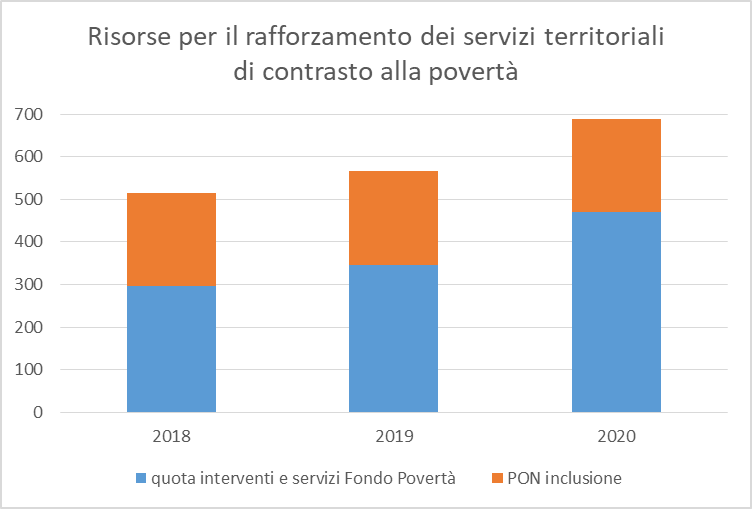 Risorse per il rafforzamento dei servizi territoriali
di contrasto alla povertà
700
600
500
400
300
200
100
0
2018 2019 2020
quota interventi e servizi Fondo Povertà PON inclusione